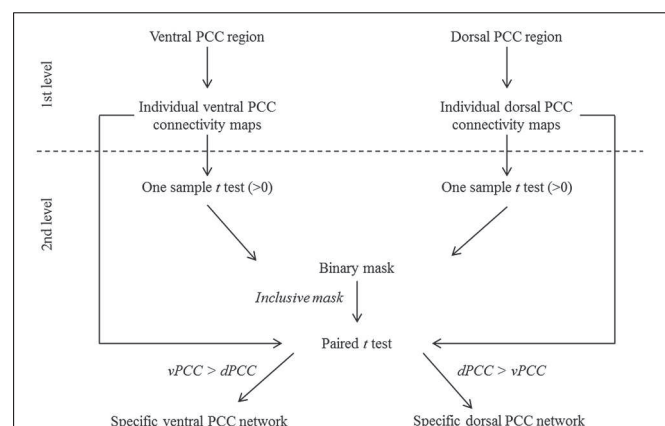 Ventral PCC region
Dorsal PCC region
1st level
Individual ventral PCC
connectivity maps
Individual dorsal PCC
connectivity maps
One sample t test (>0)
One sample t test (>0)
2nd level
Binary mask
Inclusive mask
Paired t test
vPCC > dPCC
dPCC > vPCC
Specific ventral PCC network
Specific dorsal PCC network